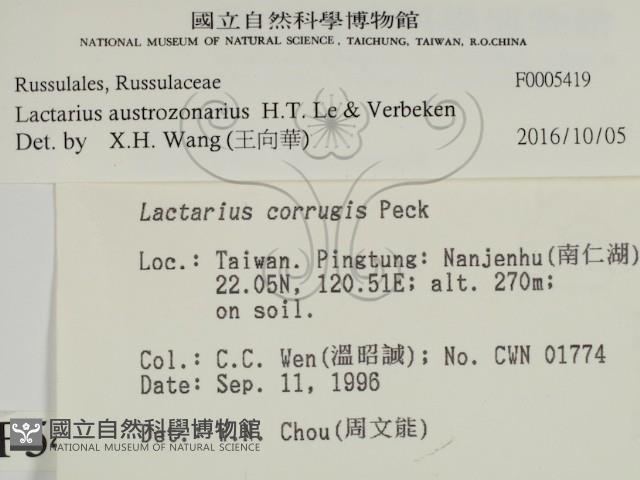 國立自然科學博物館
NATIONAL MUSEUM OF NATURAL SCIENCE, TAICHUNG, TAIWAN, R.O.CHINA
Russulales, Russulaceae F0005419
Lactarius austrozonarius H.T. Le & Verbeken
Det. by X.H. Wang (王向華) 2016/10/05
Lactarius corrugis Peck
Loc.: Taiwan. Pingtung: Nanjenhu(南仁湖)
22.05N, 120.51E; alt. 270m;
on soil.
Col.: C.C. Wen(溫昭誠); No. CWN 01774
Date: Sep. 11, 1996
Chou(周文能)
國立自然科學博物館
NATIONAL MUSEUM OF NATURAL SCIENCE